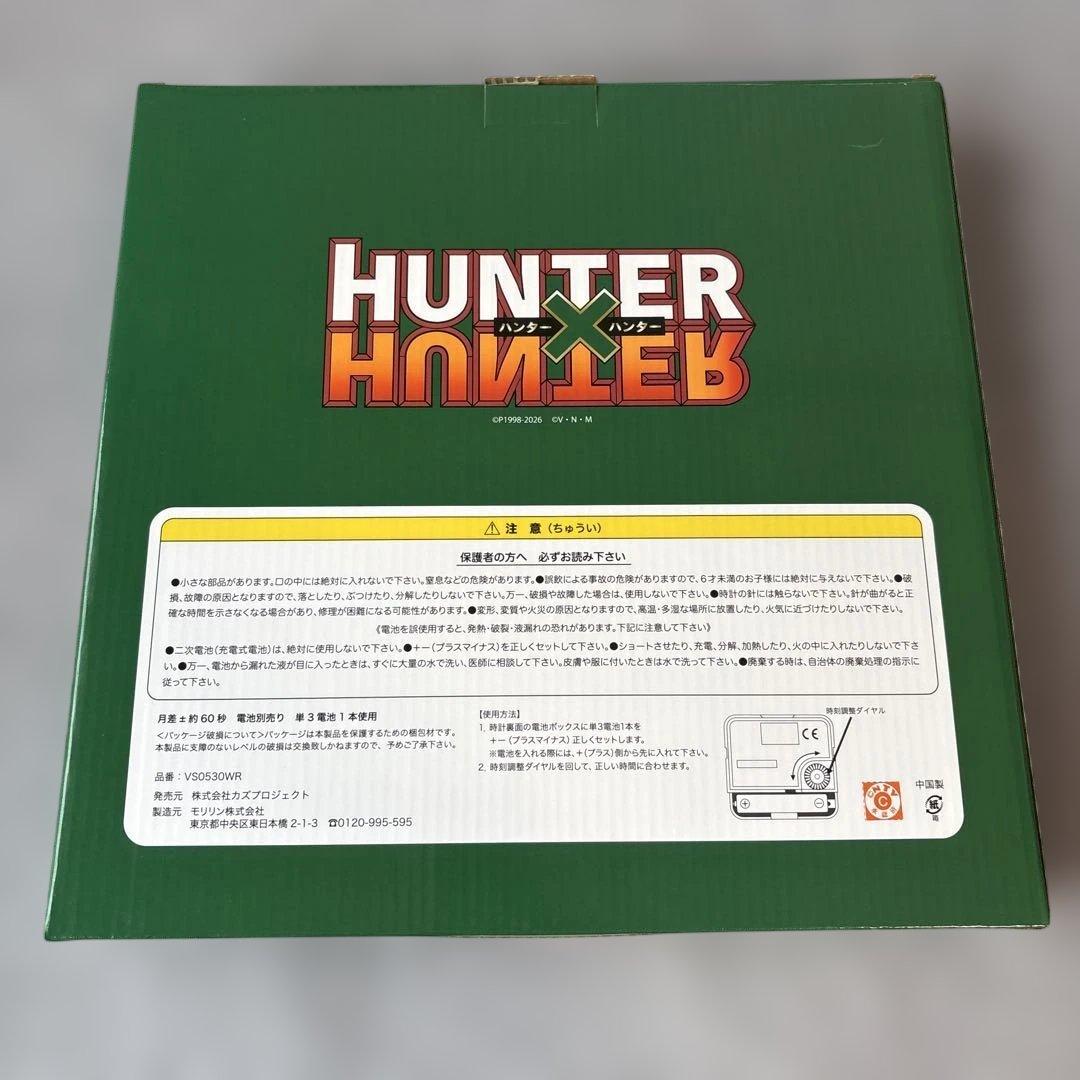 HUNTER
ハンター × ハンター
HUNTER
©P1998-2026 ©V・N・M
⚠ 注 意 (ちゅうい)
保護者の方へ 必ずお読み下さい
●小さな部品があります。口の中には絶対に入れないで下さい。窒息などの危険があります。●誤飲による事故の危険がありますので、6才未満のお子様には絶対に与えないで下さい。●破
損、故障の原因となりますので、落としたり、ぶつけたり、分解したりしないで下さい。万一、破損や故障した場合は、使用しないで下さい。●時計の針には触らないで下さい。針が曲がると正
確な時間を示さなくなる場合があり、修理が困難になる可能性があります。●変形、変質や火災の原因となりますので、高温・多湿な場所に放置したり、火気に近づけたりしないで下さい。
《電池を誤使用すると、発熱・破裂・液漏れの恐れがあります。下記に注意して下さい》
●二次電池(充電式電池)は、絶対に使用しないで下さい。●+−(プラスマイナス)を正しくセットして下さい。●ショートさせたり、充電、分解、加熱したり、火の中に入れたりしないで下さ
い。●万一、電池から漏れた液が目に入ったときは、すぐに大量の水で洗い、医師に相談して下さい。皮膚や服に付いたときは水で洗って下さい。●廃棄する時は、自治体の廃棄処理の指示に
従って下さい。
月差±約60秒 電池別売り 単3電池1本使用
<パッケージ破損について>パッケージは本製品を保護するための梱包材です。
本製品に支障のないレベルの破損は交換致しかねますので、予めご了承下さい。
品番:VS0530WR
発売元 株式会社カズプロジェクト
製造元 モリリン株式会社
東京都中央区東日本橋2-1-3 ☎0120-995-595
【使用方法】
1. 時計裏面の電池ボックスに単3電池1本を
+−(プラスマイナス)正しくセットします。
※電池を入れる際には、+(プラス)側から先に入れて下さい。
2. 時刻調整ダイヤルを回して、正しい時間に合わせます。
時刻調整ダイヤル
CE
+ −
NTV
C
承認
中国製
紙
箱